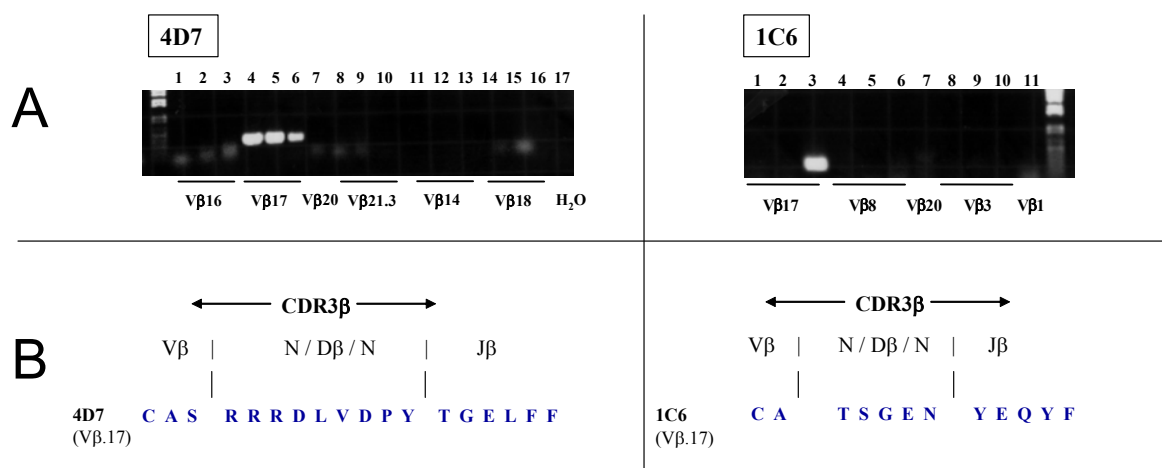 4D7
1C6
A
1 2 3 4 5 6 7 8 9 10 11 12 13 14 15 16 17
1 2 3 4 5 6 7 8 9 10 11
Vβ16 Vβ17 Vβ20 Vβ21.3 Vβ14 Vβ18 H₂O
Vβ17 Vβ8 Vβ20 Vβ3 Vβ1
B
CDR3β
Vβ | N / Dβ / N | Jβ
4D7 C A S R R R D L V D P Y T G E L F F
(Vβ.17)
CDR3β
Vβ | N / Dβ / N | Jβ
1C6 C A T S G E N Y E Q Y F
(Vβ.17)